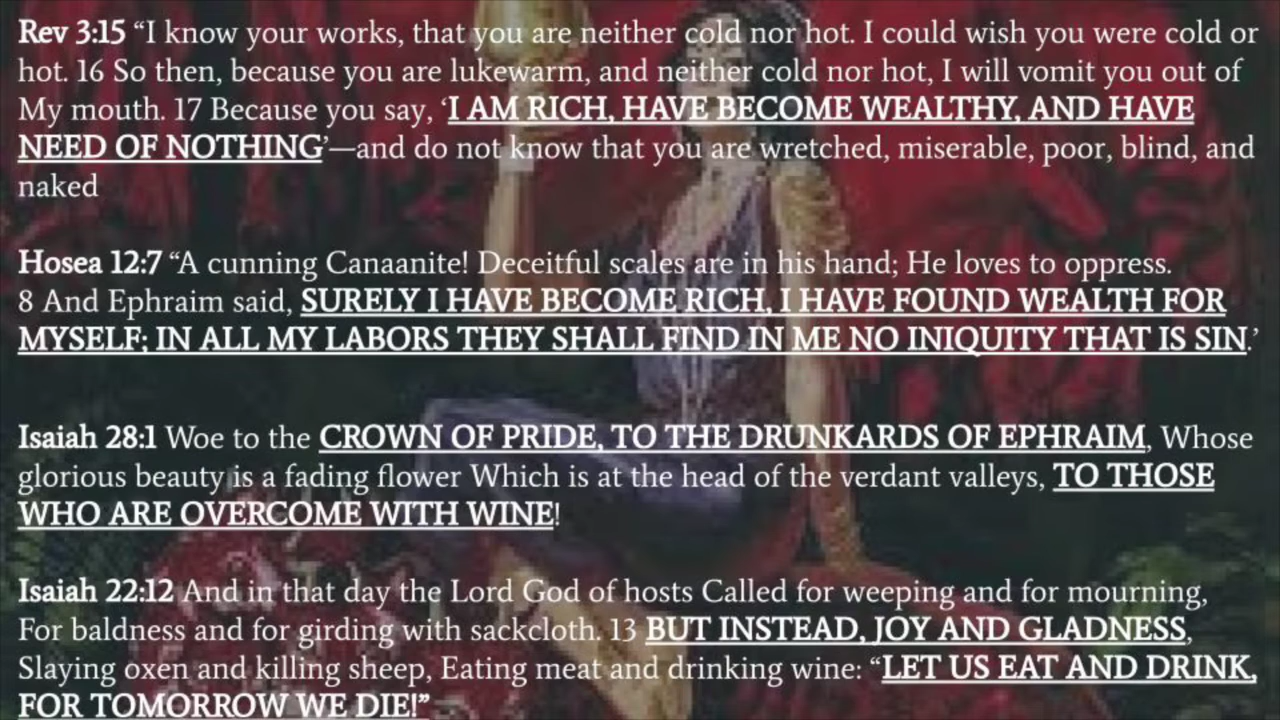 Rev 3:15 “I know your works, that you are neither cold nor hot. I could wish you were cold or
hot. 16 So then, because you are lukewarm, and neither cold nor hot, I will vomit you out of
My mouth. 17 Because you say, ‘I AM RICH, HAVE BECOME WEALTHY, AND HAVE
NEED OF NOTHING’—and do not know that you are wretched, miserable, poor, blind, and
naked
Hosea 12:7 “A cunning Canaanite! Deceitful scales are in his hand; He loves to oppress.
8 And Ephraim said, SURELY I HAVE BECOME RICH, I HAVE FOUND WEALTH FOR
MYSELF; IN ALL MY LABORS THEY SHALL FIND IN ME NO INIQUITY THAT IS SIN.’
Isaiah 28:1 Woe to the CROWN OF PRIDE, TO THE DRUNKARDS OF EPHRAIM, Whose
glorious beauty is a fading flower Which is at the head of the verdant valleys, TO THOSE
WHO ARE OVERCOME WITH WINE!
Isaiah 22:12 And in that day the Lord God of hosts Called for weeping and for mourning,
For baldness and for girding with sackcloth. 13 BUT INSTEAD, JOY AND GLADNESS,
Slaying oxen and killing sheep, Eating meat and drinking wine: “LET US EAT AND DRINK,
FOR TOMORROW WE DIE!”